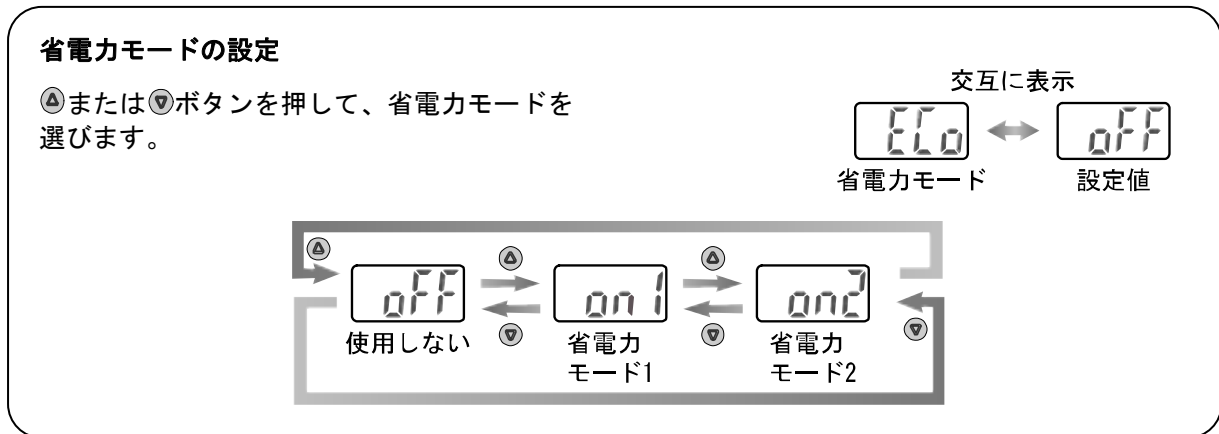 省電力モードの設定
▲または▼ボタンを押して、省電力モードを
選びます。
交互に表示
ECo
oFF
省電力モード
設定値
oFF
on1
on2
使用しない
省電力
モード1
省電力
モード2